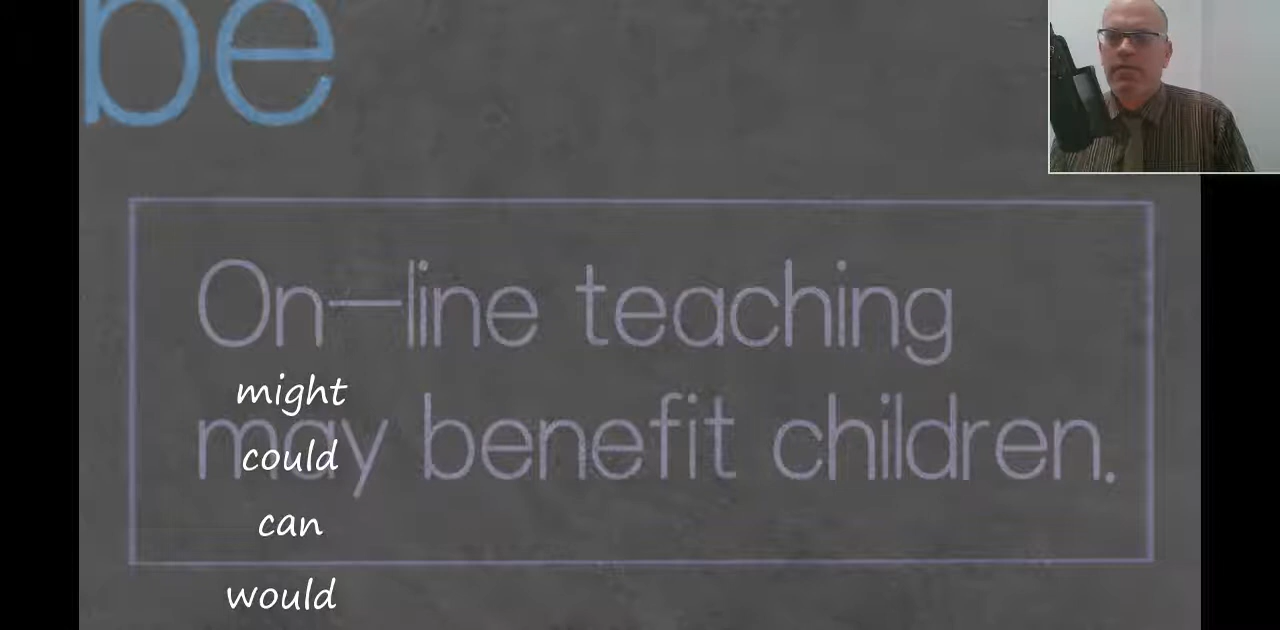 be
On-line teaching
might
may benefit children.
could
can
would